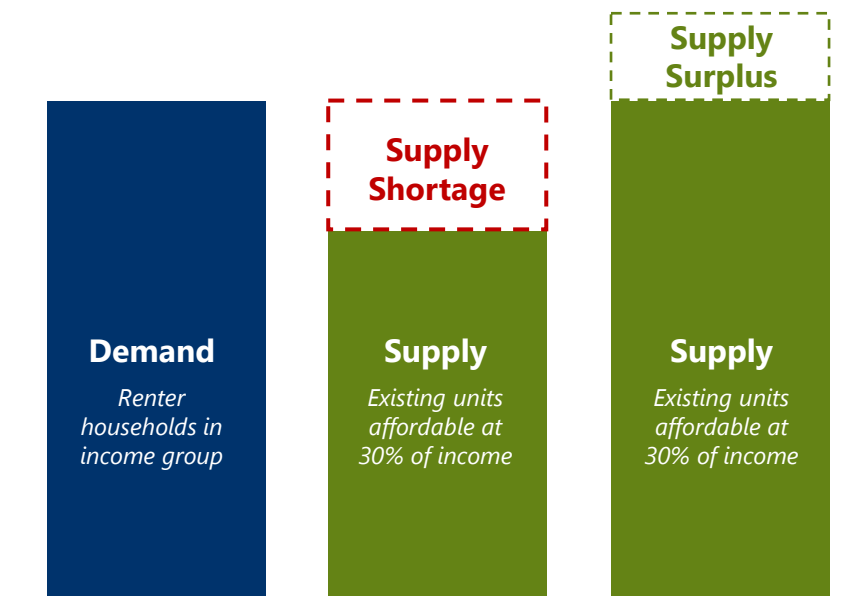 Demand
Renter
households in
income group
Supply
Shortage
Supply
Existing units
affordable at
30% of income
Supply
Surplus
Supply
Existing units
affordable at
30% of income